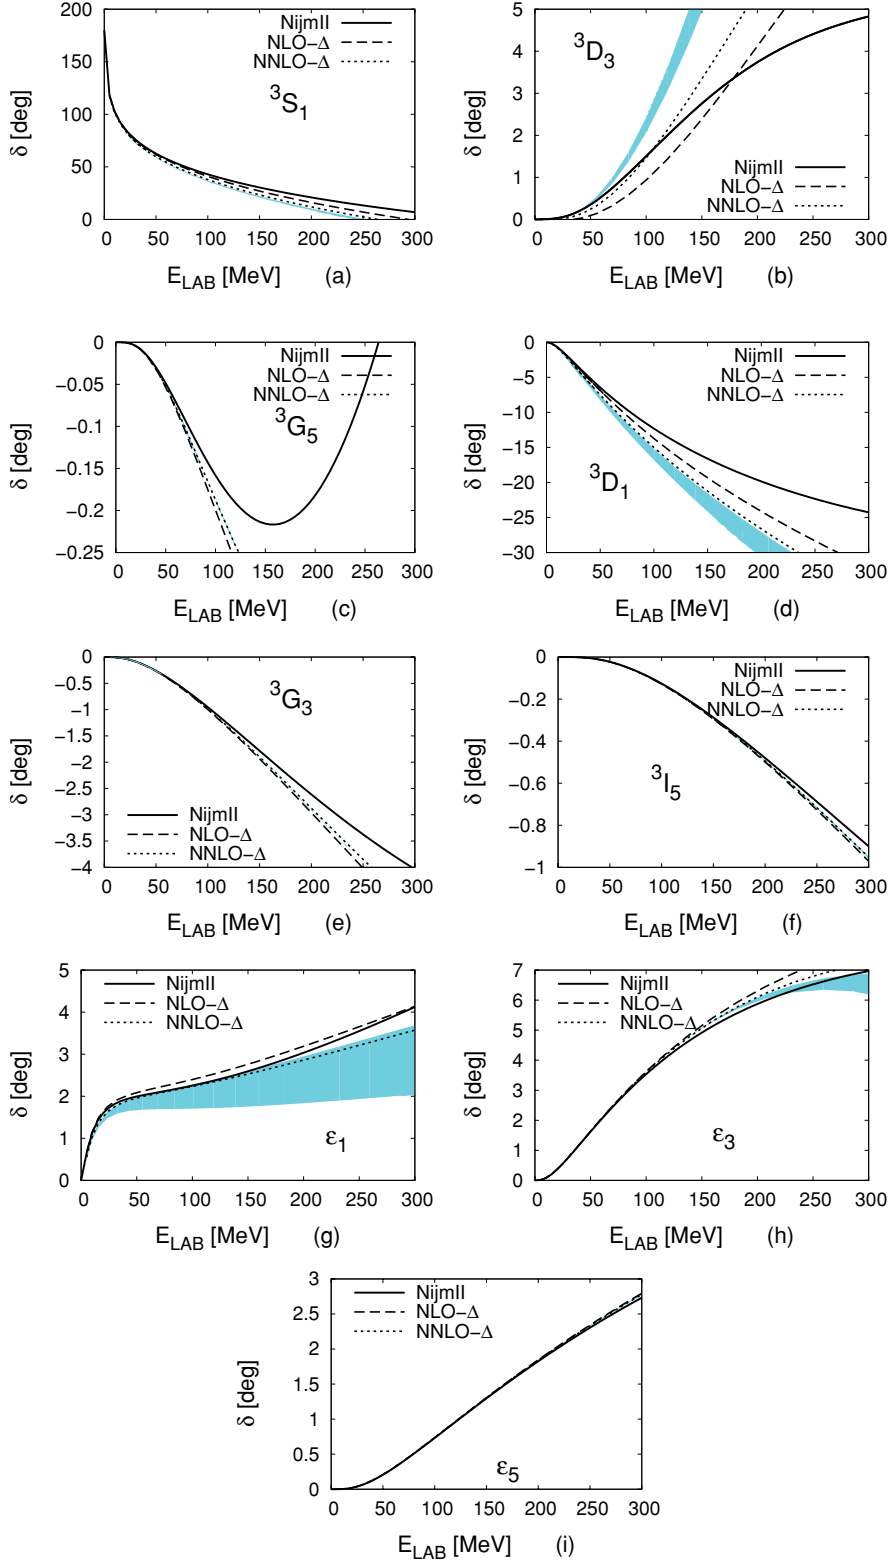 200
150
100
50
0
δ [deg]
NijmII
NLO−Δ
NNLO−Δ
³S₁
0 50 100 150 200 250 300
E_LAB [MeV] (a)
5
4
3
2
1
0
δ [deg]
³D₃
NijmII
NLO−Δ
NNLO−Δ
0 50 100 150 200 250 300
E_LAB [MeV] (b)
0
−0.05
−0.1
−0.15
−0.2
−0.25
δ [deg]
NijmII
NLO−Δ
NNLO−Δ
³G₅
0 50 100 150 200 250 300
E_LAB [MeV] (c)
0
−5
−10
−15
−20
−25
−30
δ [deg]
NijmII
NLO−Δ
NNLO−Δ
³D₁
0 50 100 150 200 250 300
E_LAB [MeV] (d)
0
−0.5
−1
−1.5
−2
−2.5
−3
−3.5
−4
δ [deg]
³G₃
NijmII
NLO−Δ
NNLO−Δ
0 50 100 150 200 250 300
E_LAB [MeV] (e)
0
−0.2
−0.4
−0.6
−0.8
−1
δ [deg]
NijmII
NLO−Δ
NNLO−Δ
³I₅
0 50 100 150 200 250 300
E_LAB [MeV] (f)
5
4
3
2
1
0
δ [deg]
NijmII
NLO−Δ
NNLO−Δ
ε₁
0 50 100 150 200 250 300
E_LAB [MeV] (g)
7
6
5
4
3
2
1
0
δ [deg]
NijmII
NLO−Δ
NNLO−Δ
ε₃
0 50 100 150 200 250 300
E_LAB [MeV] (h)
3
2.5
2
1.5
1
0.5
0
δ [deg]
NijmII
NLO−Δ
NNLO−Δ
ε₅
0 50 100 150 200 250 300
E_LAB [MeV] (i)